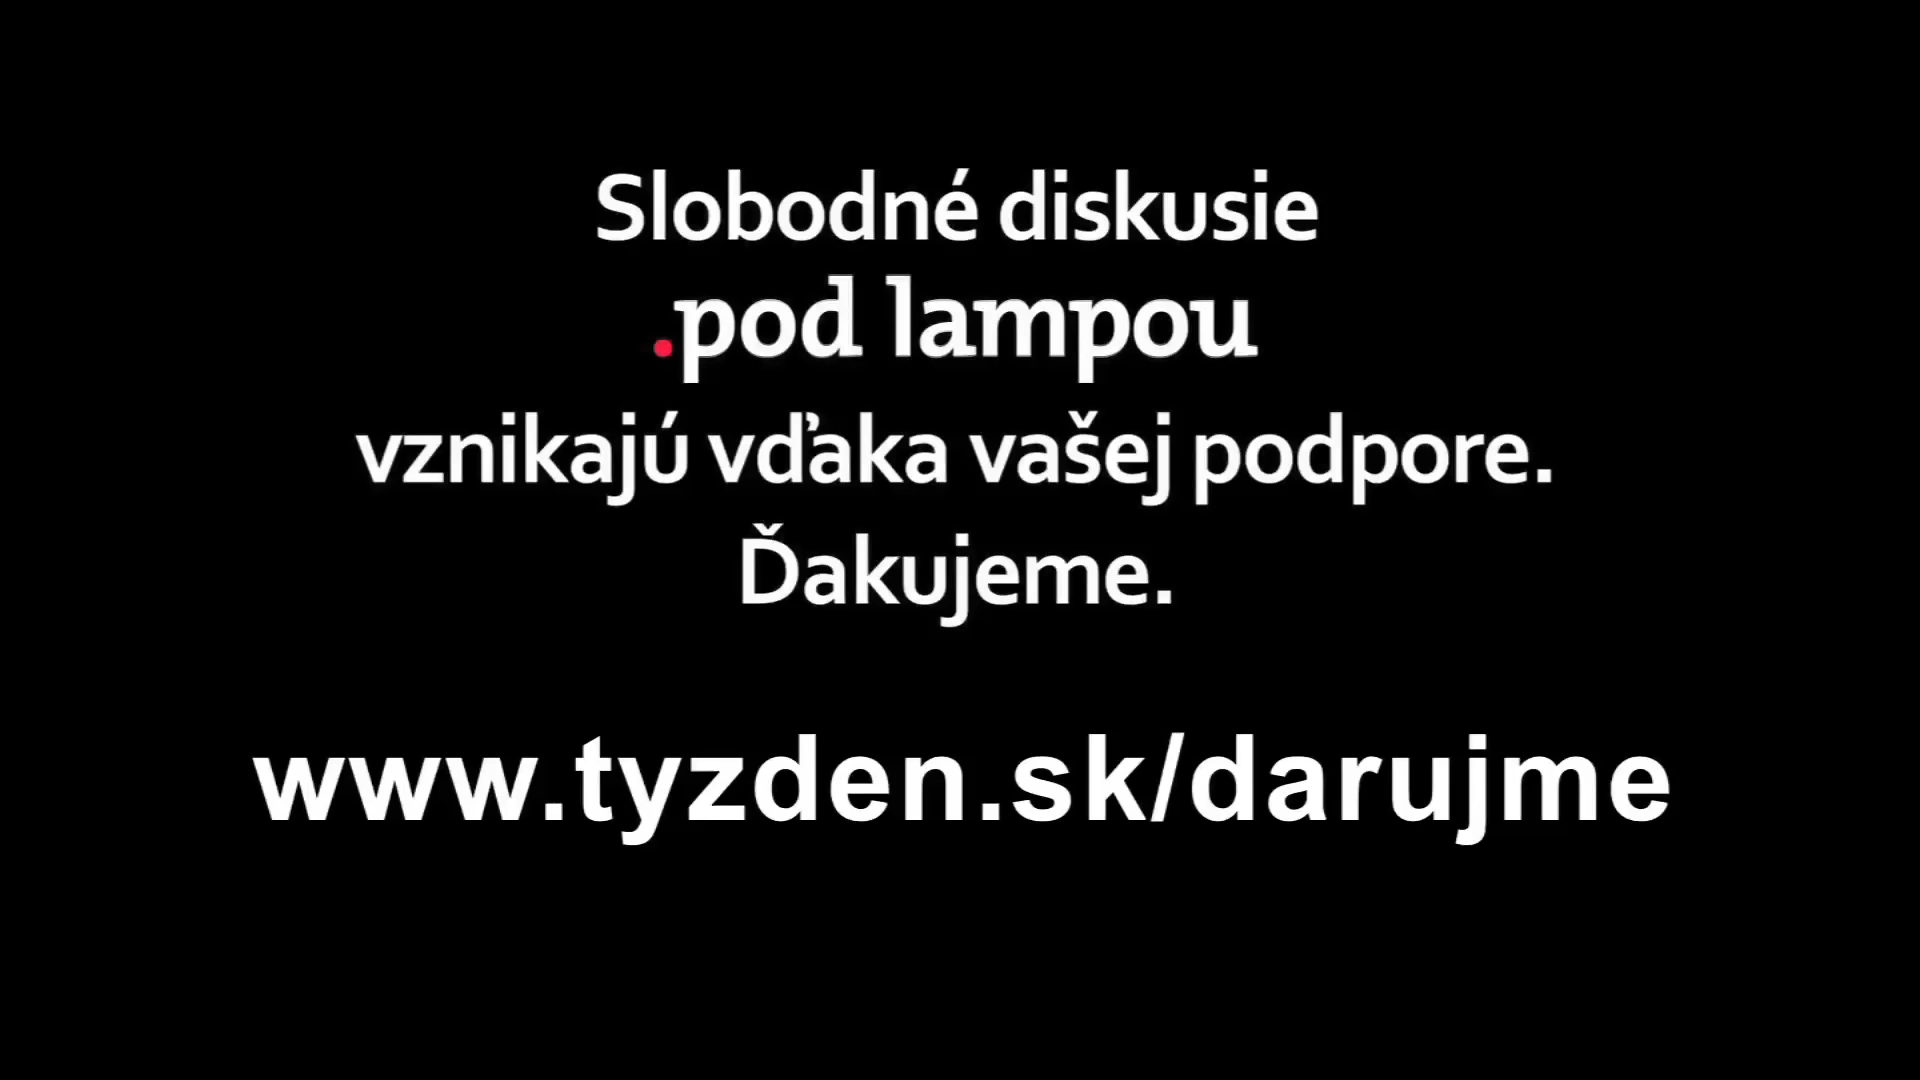 Slobodné diskusie
.pod lampou
vznikajú vďaka vašej podpore.
Ďakujeme.
www.tyzden.sk/darujme